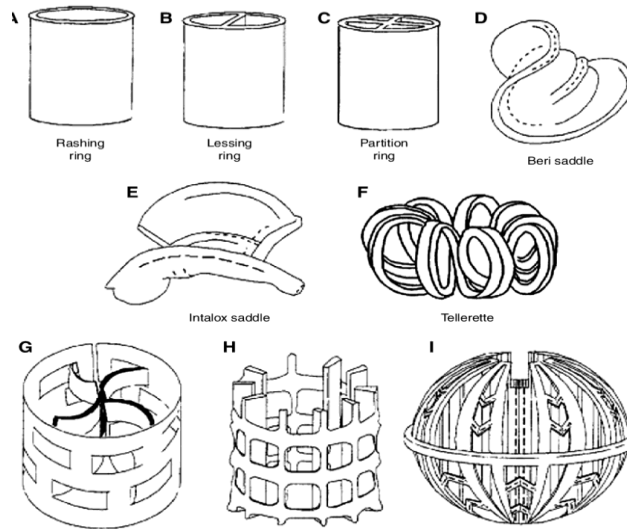 A B C D
Rashing
ring
Lessing
ring
Partition
ring
Beri saddle
E F
Intalox saddle
Tellerette
G H I